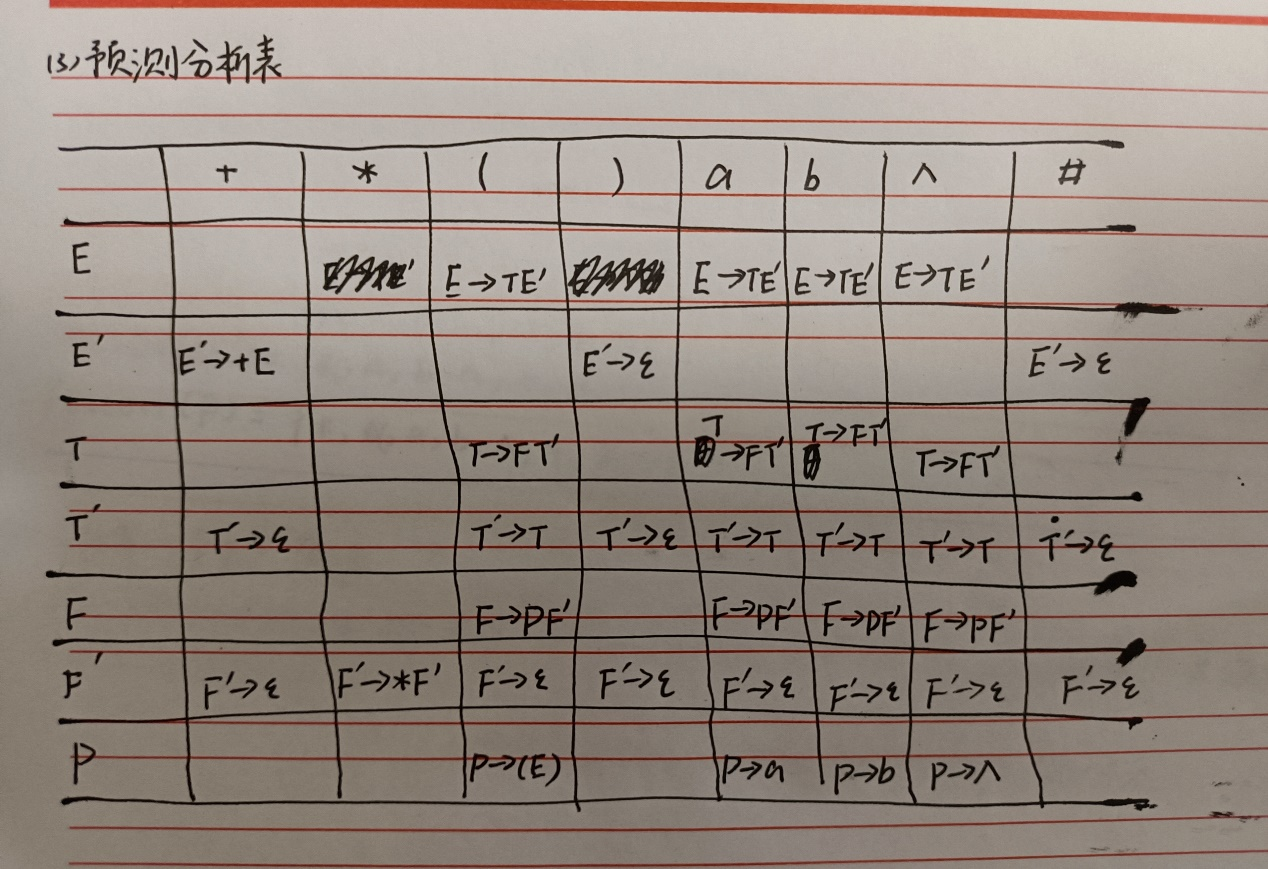 (3)预测分析表
+ * ( ) a b ^ #
E E→TE' E→TE' E→TE' E→TE'
E' E'→+E E'→ε E'→ε
T T→FT' T→FT' T→FT' T→FT'
T' T'→ε T'→T T'→ε T'→T T'→T T'→T T'→ε
F F→PF' F→PF' F→PF' F→PF'
F' F'→ε F'→*F' F'→ε F'→ε F'→ε F'→ε F'→ε F'→ε
P P→(E) P→a P→b P→^